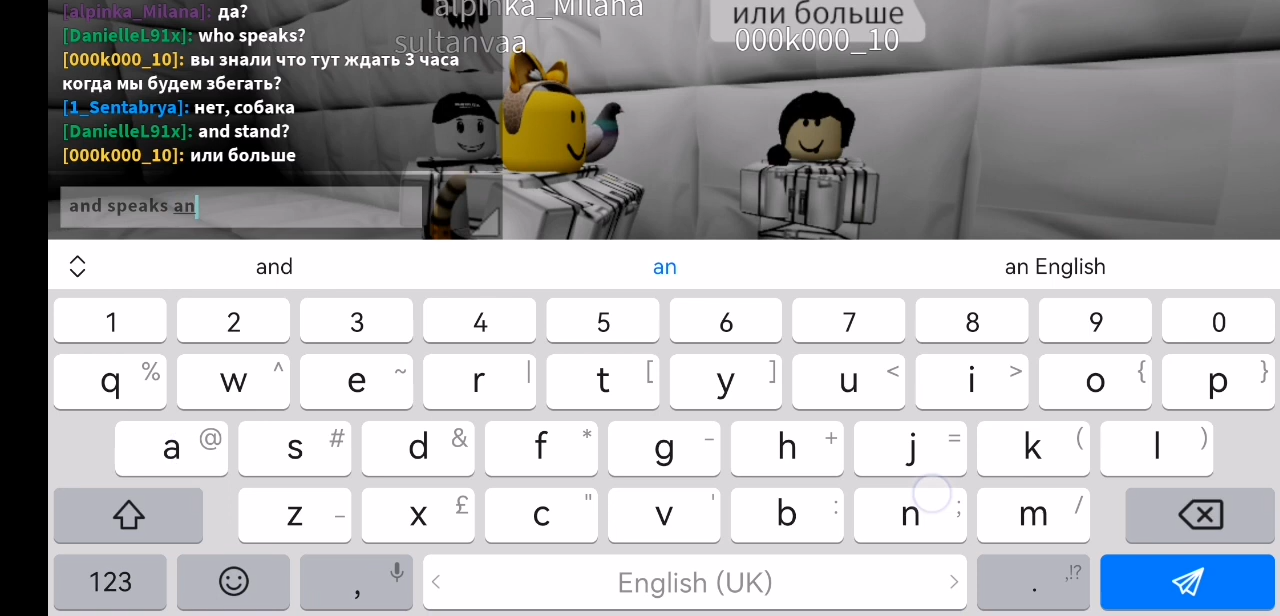 [alpinka_Milana]: да?
[DanielleL91x]: who speaks?
[000k000_10]: вы знали что тут ждать 3 часа
когда мы будем збегать?
[1_Sentabrya]: нет, собака
[DanielleL91x]: and stand?
[000k000_10]: или больше
alpinka_Milana
sultanvaa
или больше
000k000_10
and speaks an
and an an English
1 2 3 4 5 6 7 8 9 0
q % w ^ e ~ r | t [ y ] u < i > o { p }
a @ s # d & f * g - h + j = k ( l )
z _ x £ c " v ' b : n ; m /
123 , < English (UK) > . ,!?